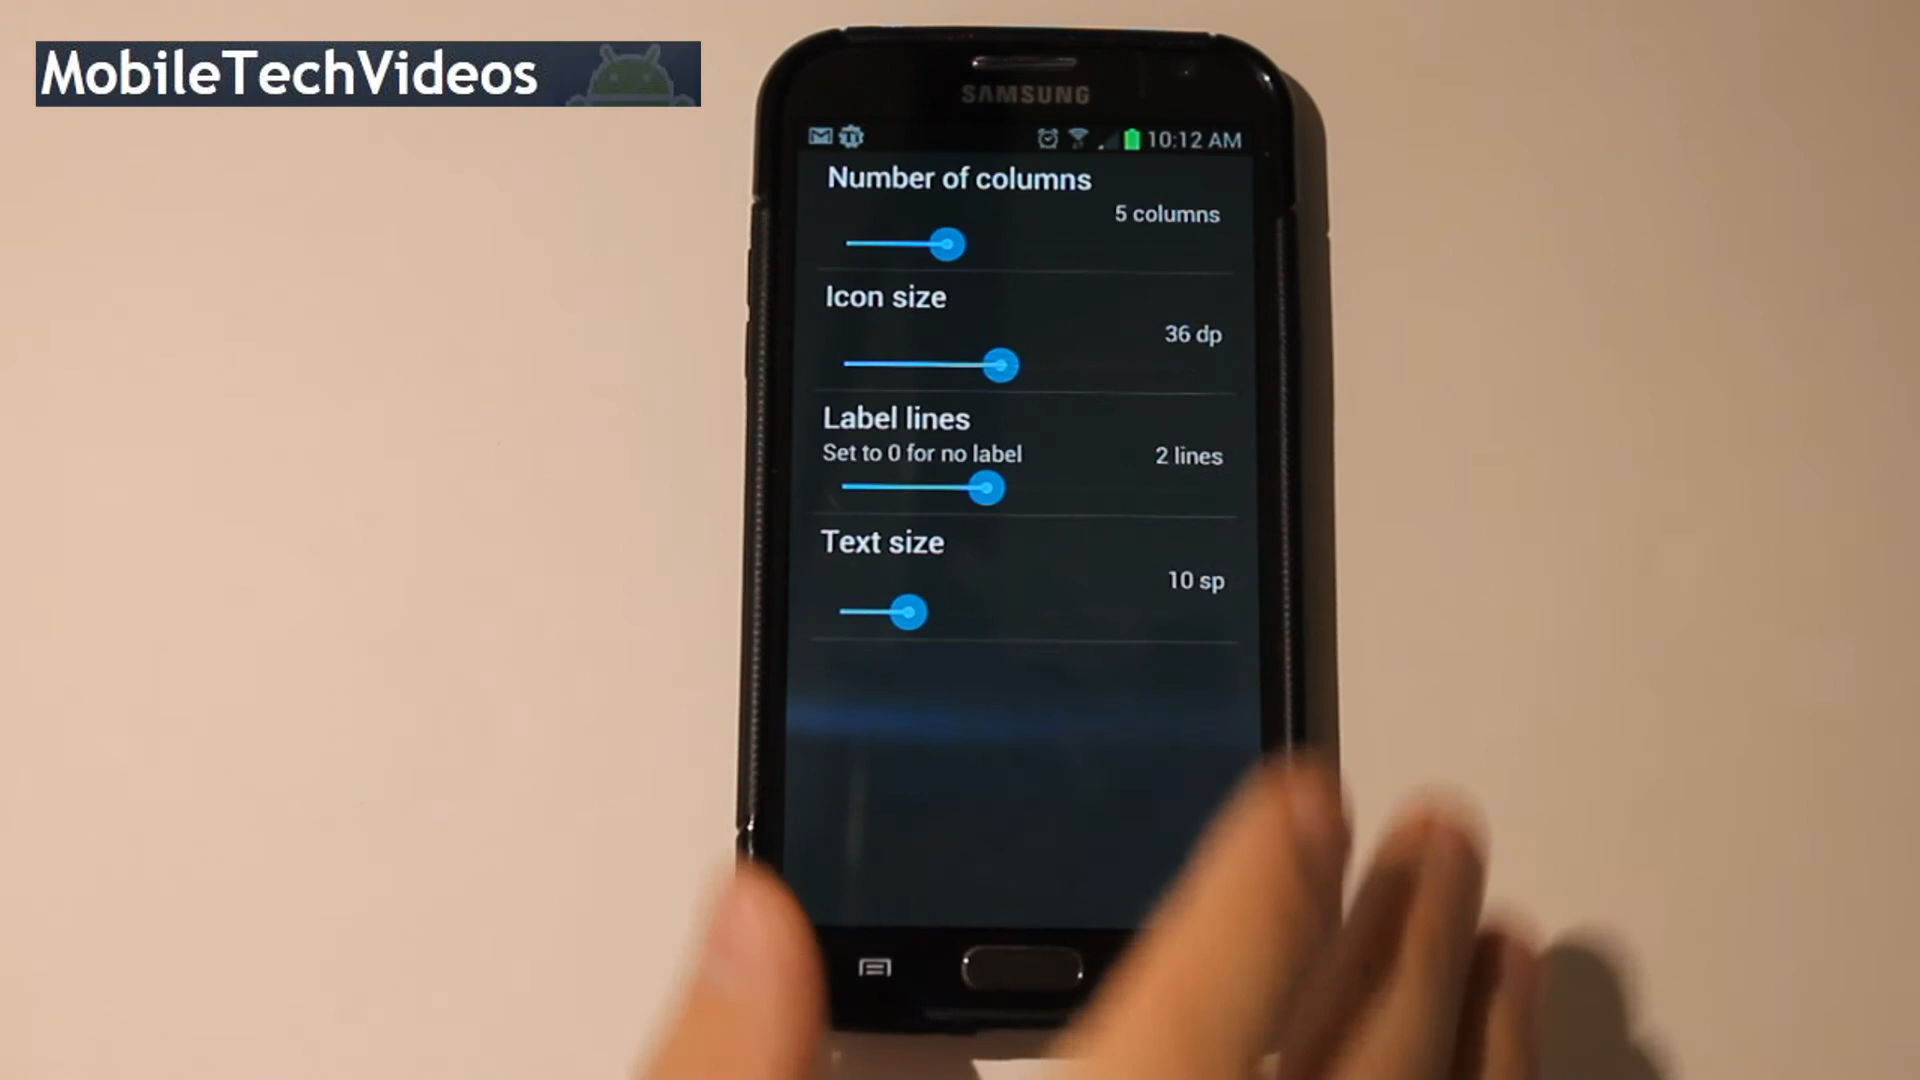 MobileTechVideos
SAMSUNG
10:12 AM
Number of columns
5 columns
Icon size
36 dp
Label lines
Set to 0 for no label
2 lines
Text size
10 sp